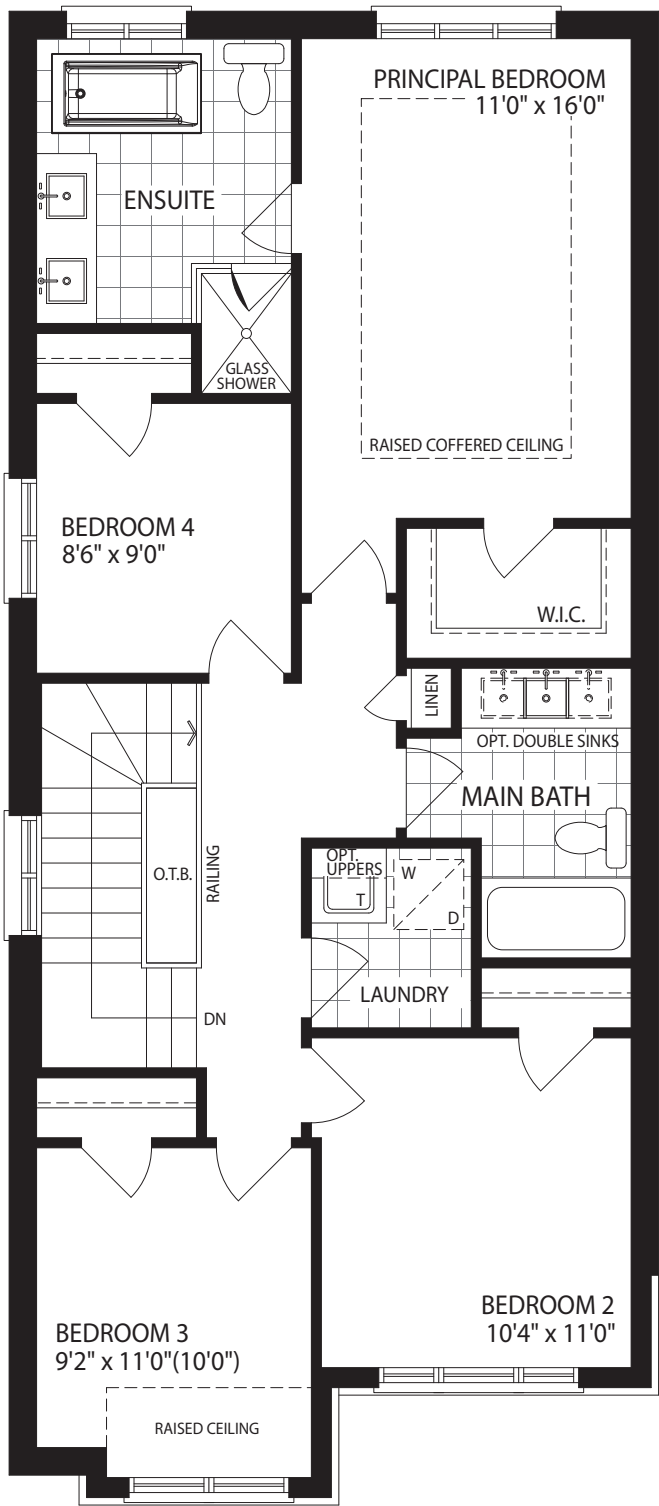 PRINCIPAL BEDROOM
11'0" x 16'0"
ENSUITE
GLASS
SHOWER
RAISED COFFERED CEILING
BEDROOM 4
8'6" x 9'0"
W.I.C.
LINEN
OPT. DOUBLE SINKS
MAIN BATH
O.T.B.
RAILING
OPT.
UPPERS
T
W
D
LAUNDRY
DN
BEDROOM 2
10'4" x 11'0"
BEDROOM 3
9'2" x 11'0"(10'0")
RAISED CEILING